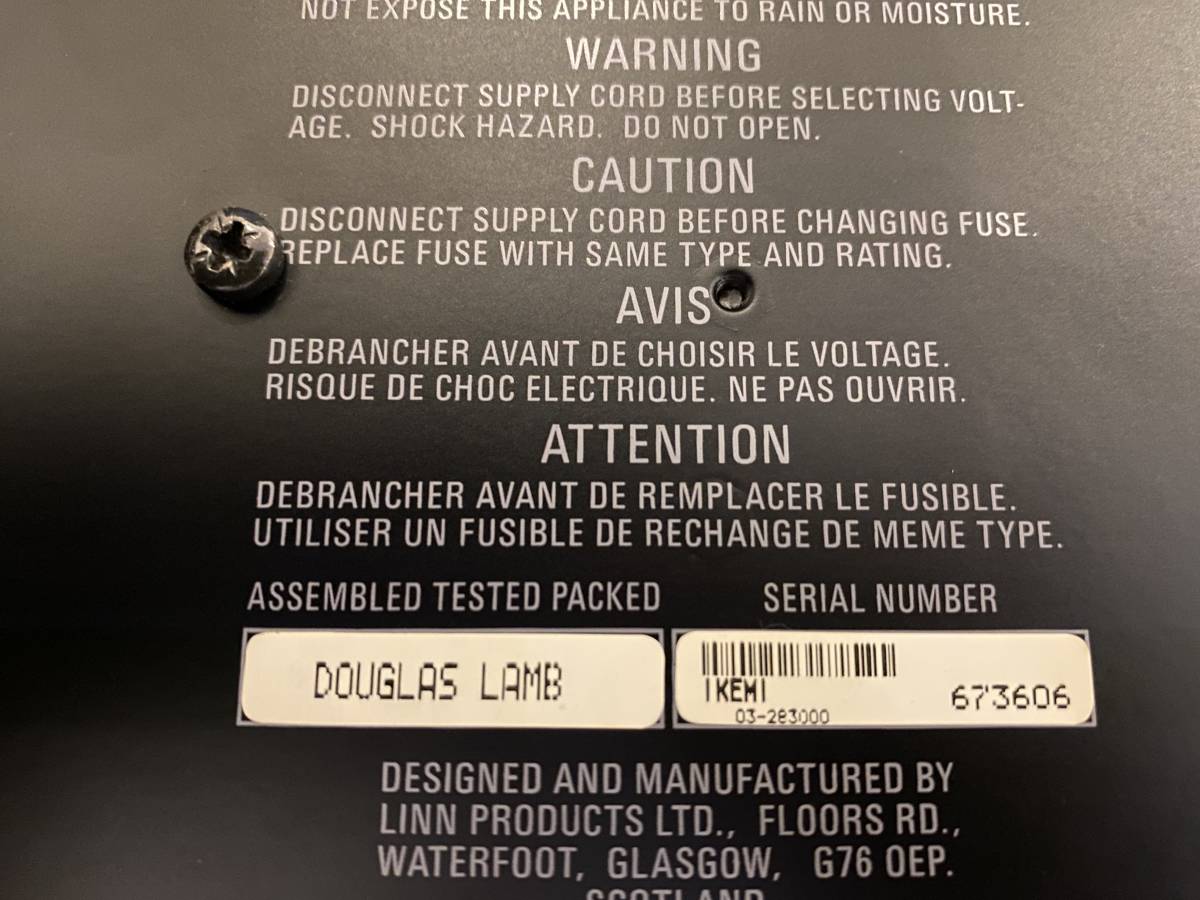 NOT EXPOSE THIS APPLIANCE TO RAIN OR MOISTURE.
WARNING
DISCONNECT SUPPLY CORD BEFORE SELECTING VOLT-
AGE. SHOCK HAZARD. DO NOT OPEN.
CAUTION
DISCONNECT SUPPLY CORD BEFORE CHANGING FUSE.
REPLACE FUSE WITH SAME TYPE AND RATING.
AVIS
DEBRANCHER AVANT DE CHOISIR LE VOLTAGE.
RISQUE DE CHOC ELECTRIQUE. NE PAS OUVRIR.
ATTENTION
DEBRANCHER AVANT DE REMPLACER LE FUSIBLE.
UTILISER UN FUSIBLE DE RECHANGE DE MEME TYPE.
ASSEMBLED TESTED PACKED SERIAL NUMBER
DOUGLAS LAMB
IKEMI
03-283000
673606
DESIGNED AND MANUFACTURED BY
LINN PRODUCTS LTD., FLOORS RD.,
WATERFOOT, GLASGOW, G76 0EP.
SCOTLAND